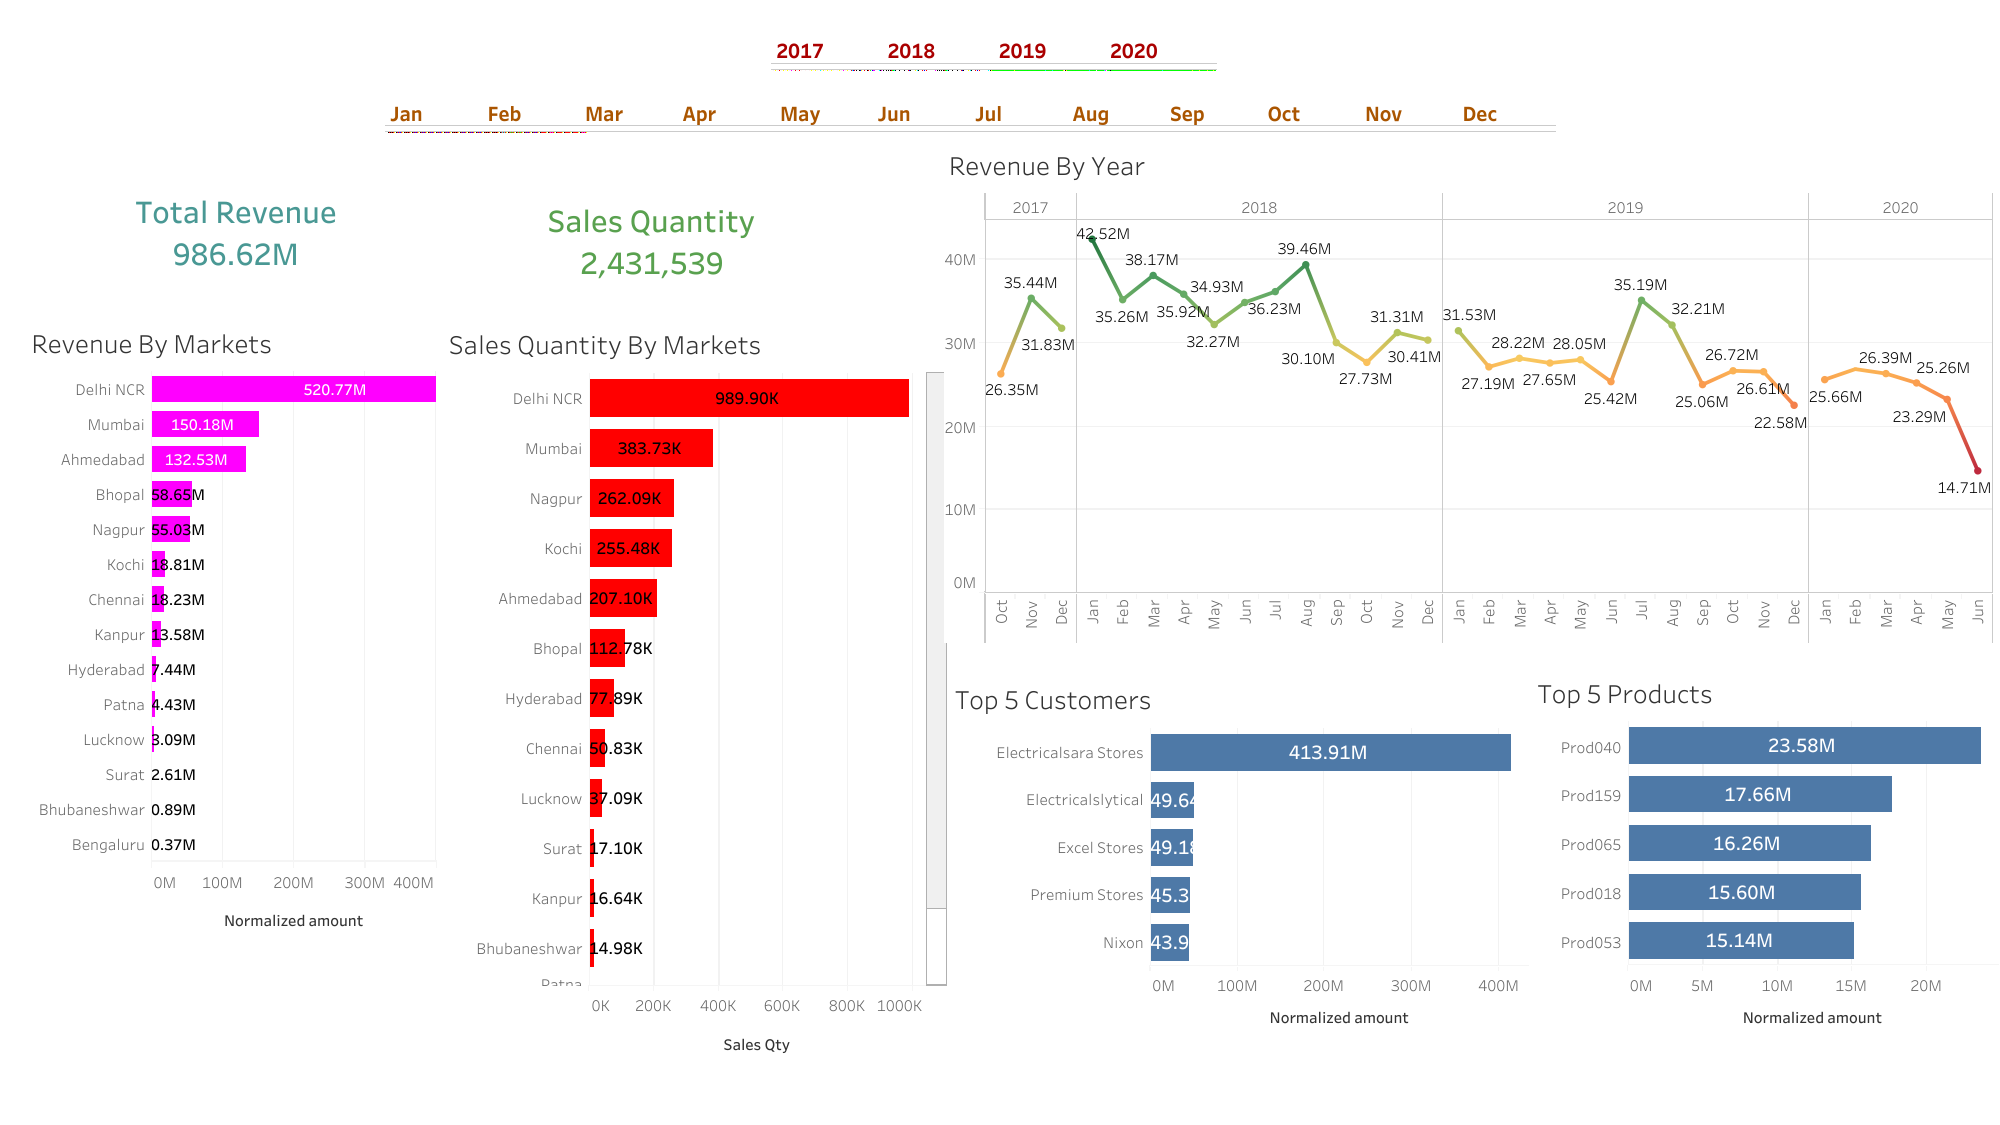 2017 2018 2019 2020
Jan Feb Mar Apr May Jun Jul Aug Sep Oct Nov Dec
Total Revenue
986.62M
Sales Quantity
2,431,539
Revenue By Markets
Delhi NCR 520.77M
Mumbai 150.18M
Ahmedabad 132.53M
Bhopal 58.65M
Nagpur 55.03M
Kochi 18.81M
Chennai 18.23M
Kanpur 13.58M
Hyderabad 7.44M
Patna 4.43M
Lucknow 3.09M
Surat 2.61M
Bhubaneshwar 0.89M
Bengaluru 0.37M
0M 100M 200M 300M 400M
Normalized amount
Sales Quantity By Markets
Delhi NCR 989.90K
Mumbai 383.73K
Nagpur 262.09K
Kochi 255.48K
Ahmedabad 207.10K
Bhopal 112.78K
Hyderabad 77.89K
Chennai 50.83K
Lucknow 37.09K
Surat 17.10K
Kanpur 16.64K
Bhubaneshwar 14.98K
Patna
0K 200K 400K 600K 800K 1000K
Sales Qty
Revenue By Year
2017 2018 2019 2020
40M
30M
20M
10M
0M
26.35M 35.44M 31.83M
42.52M 35.26M 38.17M 35.92M 32.27M 34.93M 36.23M 39.46M 30.10M 27.73M 31.31M 30.41M
31.53M 27.19M 28.22M 27.65M 28.05M 25.42M 35.19M 32.21M 25.06M 26.72M 26.61M 22.58M
25.66M 26.39M 25.26M 23.29M 14.71M
Oct Nov Dec Jan Feb Mar Apr May Jun Jul Aug Sep Oct Nov Dec Jan Feb Mar Apr May Jun Jul Aug Sep Oct Nov Dec Jan Feb Mar Apr May Jun
Top 5 Customers
Electricalsara Stores 413.91M
Electricalslytical 49.64
Excel Stores 49.18
Premium Stores 45.3
Nixon 43.9
0M 100M 200M 300M 400M
Normalized amount
Top 5 Products
Prod040 23.58M
Prod159 17.66M
Prod065 16.26M
Prod018 15.60M
Prod053 15.14M
0M 5M 10M 15M 20M
Normalized amount